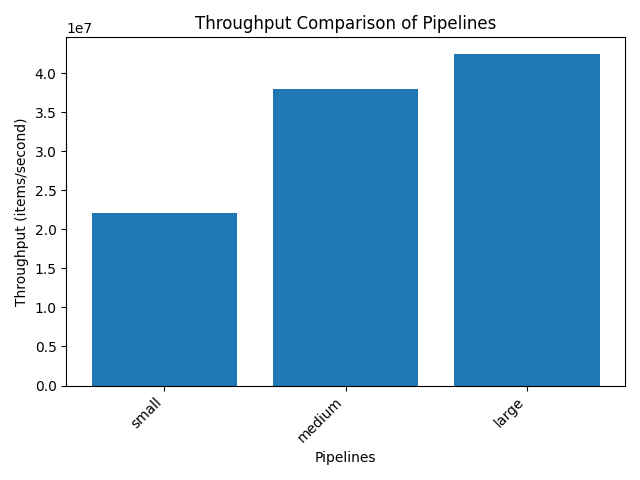 Throughput Comparison of Pipelines
1e7
Throughput (items/second)
4.0
3.5
3.0
2.5
2.0
1.5
1.0
0.5
0.0
small
medium
large
Pipelines